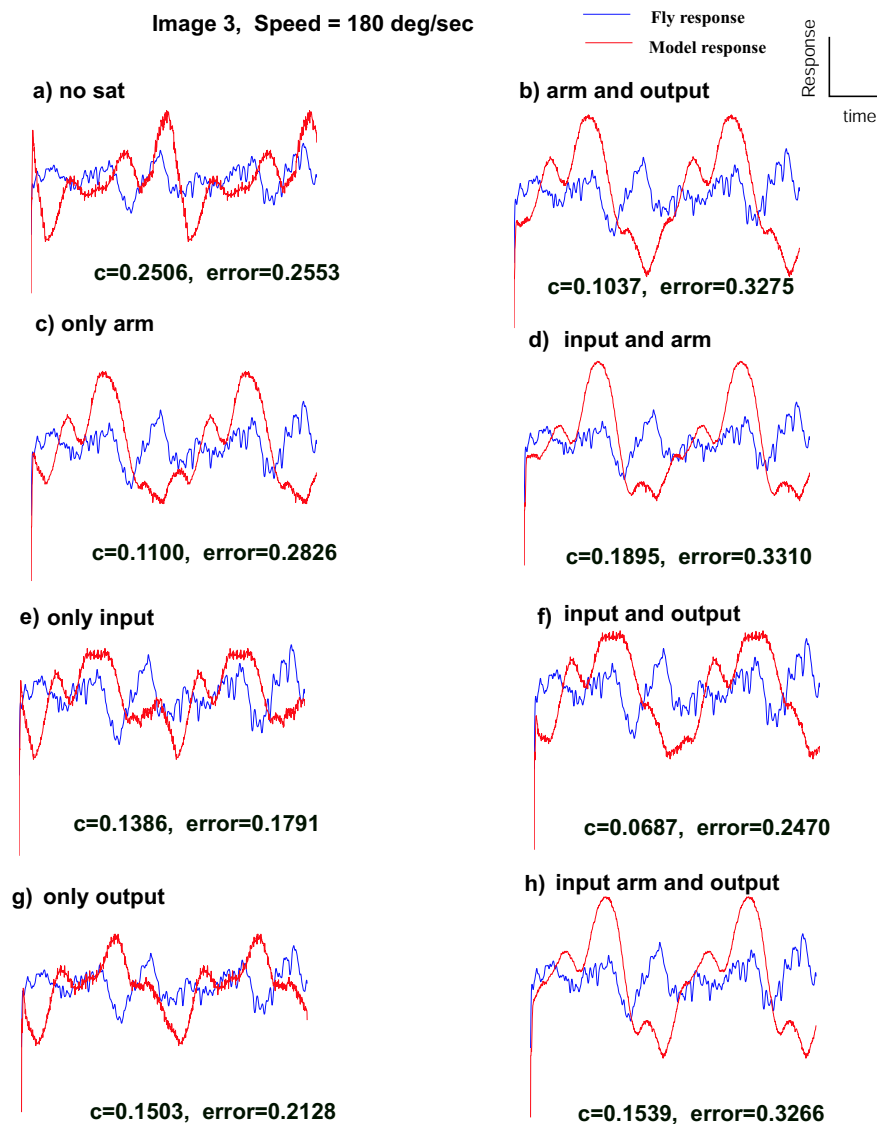 Image 3, Speed = 180 deg/sec
Fly response
Model response
Response
time
a) no sat
c=0.2506, error=0.2553
b) arm and output
c=0.1037, error=0.3275
c) only arm
c=0.1100, error=0.2826
d) input and arm
c=0.1895, error=0.3310
e) only input
c=0.1386, error=0.1791
f) input and output
c=0.0687, error=0.2470
g) only output
c=0.1503, error=0.2128
h) input arm and output
c=0.1539, error=0.3266